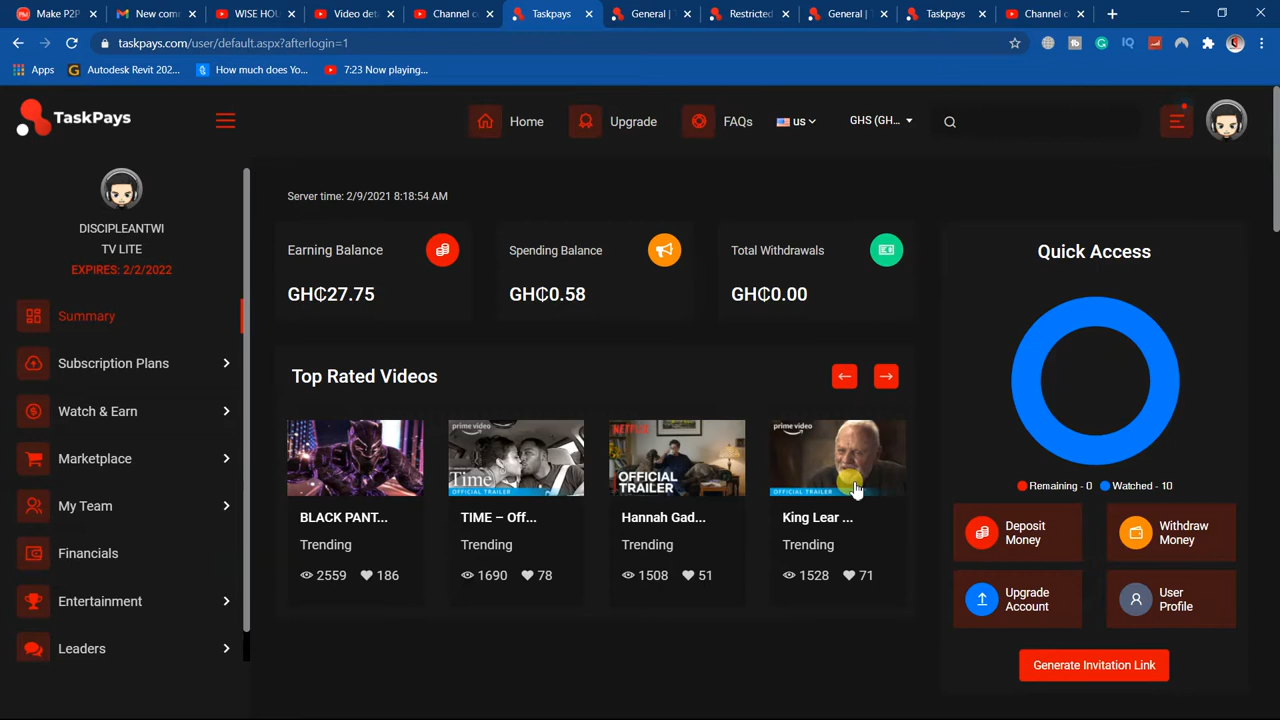 Make P2P
New com
WISE HOU
Video deta
Channel co
Taskpays
General | T
Restricted
General | T
Taskpays
Channel co
taskpays.com/user/default.aspx?afterlogin=1
Apps
Autodesk Revit 202...
How much does Yo...
7:23 Now playing...
TaskPays
Home
Upgrade
FAQs
us
GHS (GH...
DISCIPLEANTWI
TV LITE
EXPIRES: 2/2/2022
Summary
Subscription Plans
Watch & Earn
Marketplace
My Team
Financials
Entertainment
Leaders
Server time: 2/9/2021 8:18:54 AM
Earning Balance
GH₵27.75
Spending Balance
GH₵0.58
Total Withdrawals
GH₵0.00
Top Rated Videos
BLACK PANT...
Trending
2559 186
prime video
Time
OFFICIAL TRAILER
TIME – Off...
Trending
1690 78
NETFLIX
OFFICIAL
TRAILER
Hannah Gad...
Trending
1508 51
prime video
OFFICIAL TRAILER
King Lear ...
Trending
1528 71
Quick Access
Remaining - 0 Watched - 10
Deposit
Money
Withdraw
Money
Upgrade
Account
User
Profile
Generate Invitation Link